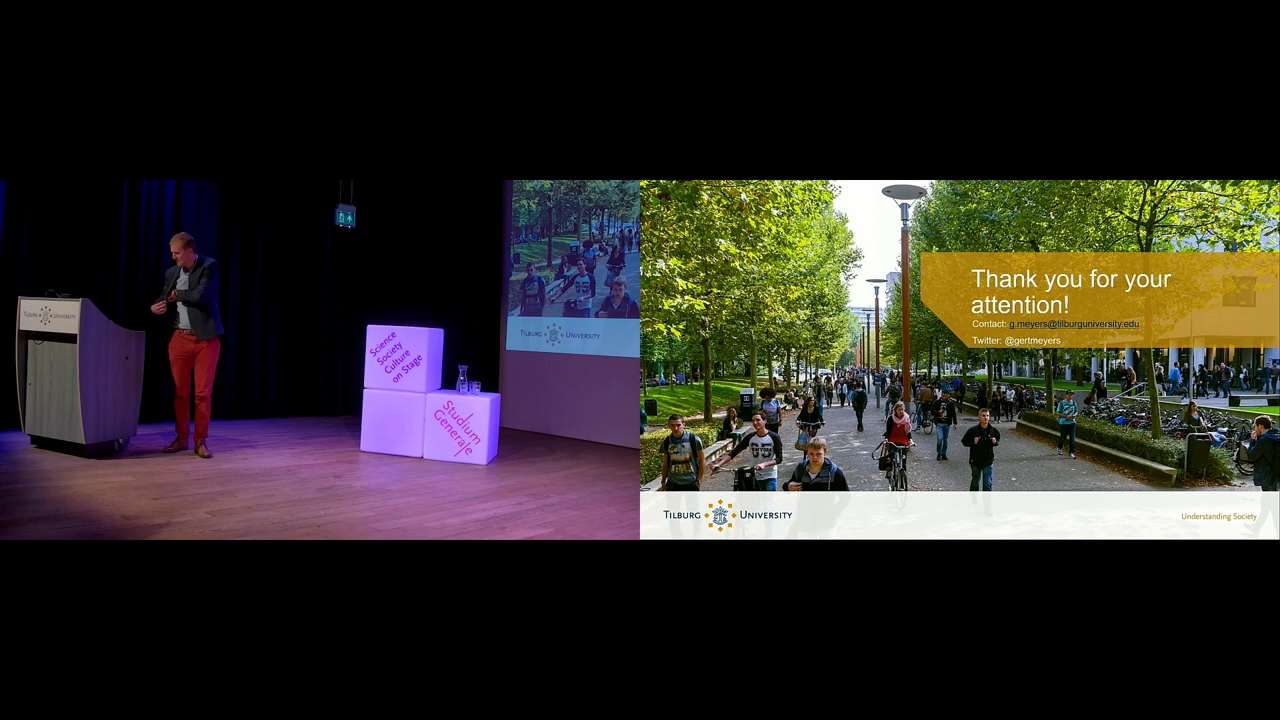 TILBURG UNIVERSITY
Science
Society
Culture
on Stage
Studium
Generale
TILBURG UNIVERSITY
Thank you for your
attention!
Contact: g.meyers@tilburguniversity.edu
Twitter: @gertmeyers
TILBURG UNIVERSITY
Understanding Society